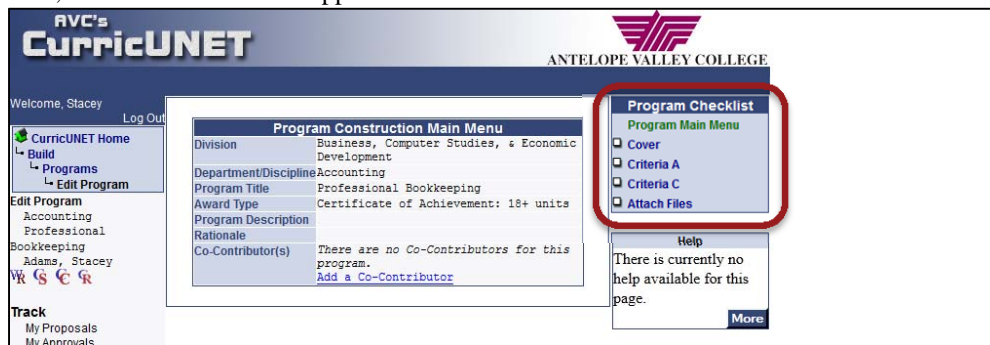 AVC's
CurricUNET
ANTELOPE VALLEY COLLEGE
Welcome, Stacey
Log Out
CurricUNET Home
Build
Programs
Edit Program
Edit Program
Accounting
Professional
Bookkeeping
Adams, Stacey
WR CS CC CR
Track
My Proposals
My Approvals
Program Construction Main Menu
Division Business, Computer Studies, & Economic
Development
Department/Discipline Accounting
Program Title Professional Bookkeeping
Award Type Certificate of Achievement: 18+ units
Program Description
Rationale
Co-Contributor(s) There are no Co-Contributors for this
program.
Add a Co-Contributor
Program Checklist
Program Main Menu
Cover
Criteria A
Criteria C
Attach Files
Help
There is currently no
help available for this
page.
More